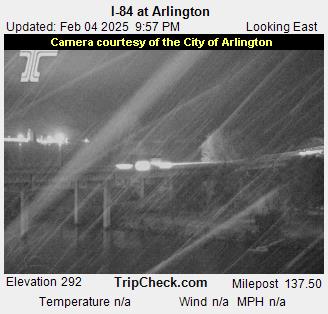 I-84 at Arlington
Updated: Feb 04 2025 9:57 PM Looking East
Camera courtesy of the City of Arlington
Elevation 292 TripCheck.com Milepost 137.50
Temperature n/a Wind n/a MPH n/a